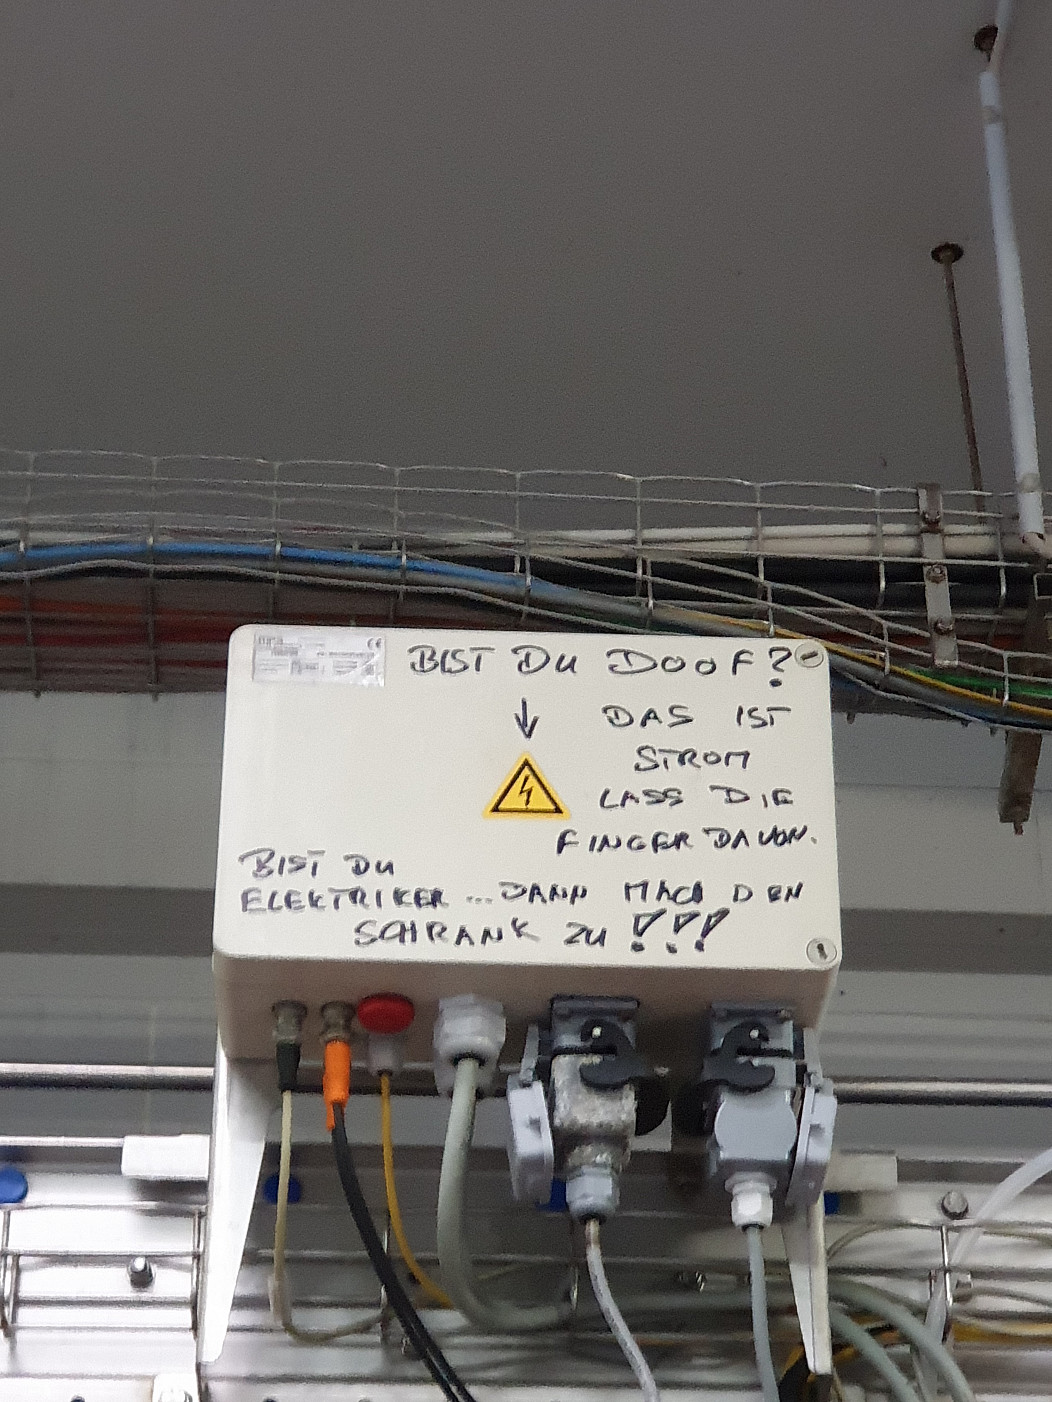 BIST DU DOOF?
DAS IST
STROM
LASS DIE
FINGER DAVON.
BIST DU
ELEKTRIKER ... DANN MACH DEN
SCHRANK ZU !!!